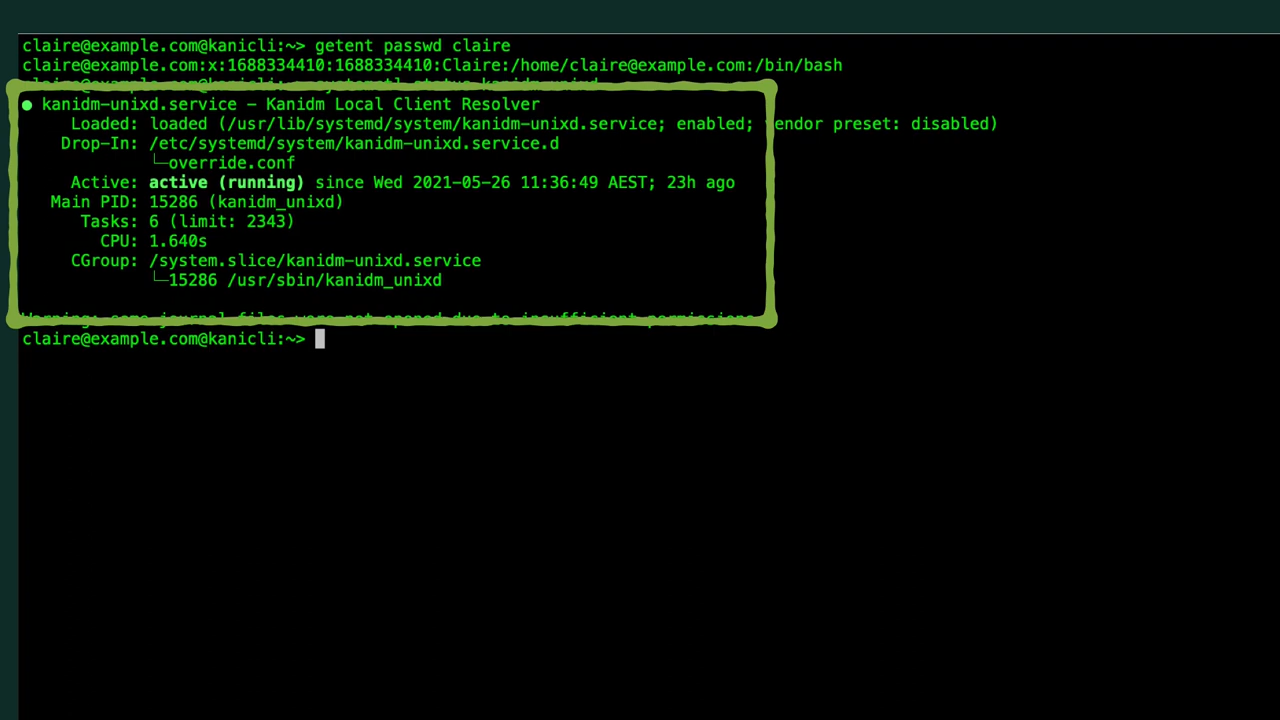 claire@example.com@kanicli:~> getent passwd claire
claire@example.com:x:1688334410:1688334410:Claire:/home/claire@example.com:/bin/bash
claire@example.com@kanicli:~> systemctl status kanidm-unixd
● kanidm-unixd.service - Kanidm Local Client Resolver
Loaded: loaded (/usr/lib/systemd/system/kanidm-unixd.service; enabled; vendor preset: disabled)
Drop-In: /etc/systemd/system/kanidm-unixd.service.d
└─override.conf
Active: active (running) since Wed 2021-05-26 11:36:49 AEST; 23h ago
Main PID: 15286 (kanidm_unixd)
Tasks: 6 (limit: 2343)
CPU: 1.640s
CGroup: /system.slice/kanidm-unixd.service
└─15286 /usr/sbin/kanidm_unixd
Warning: some journal files were not opened due to insufficient permissions.
claire@example.com@kanicli:~>